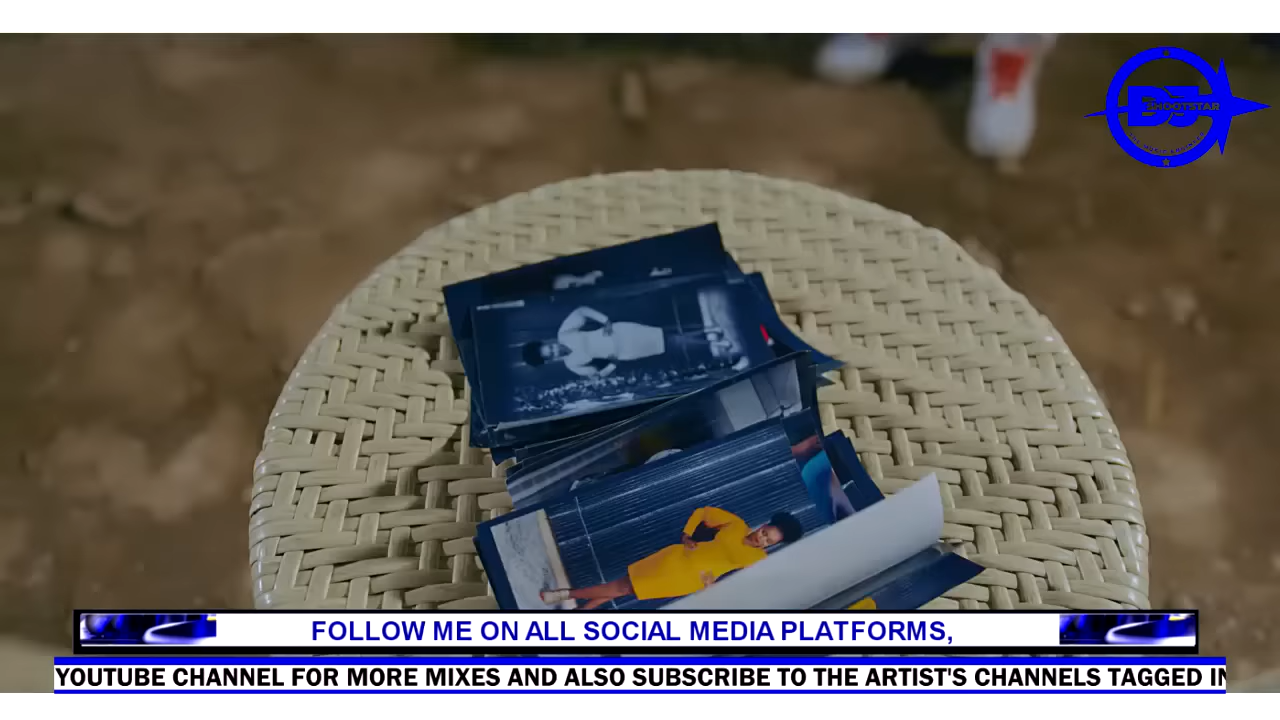 DJ
SHOOTSTAR
FOLLOW ME ON ALL SOCIAL MEDIA PLATFORMS,
YOUTUBE CHANNEL FOR MORE MIXES AND ALSO SUBSCRIBE TO THE ARTIST'S CHANNELS TAGGED IN